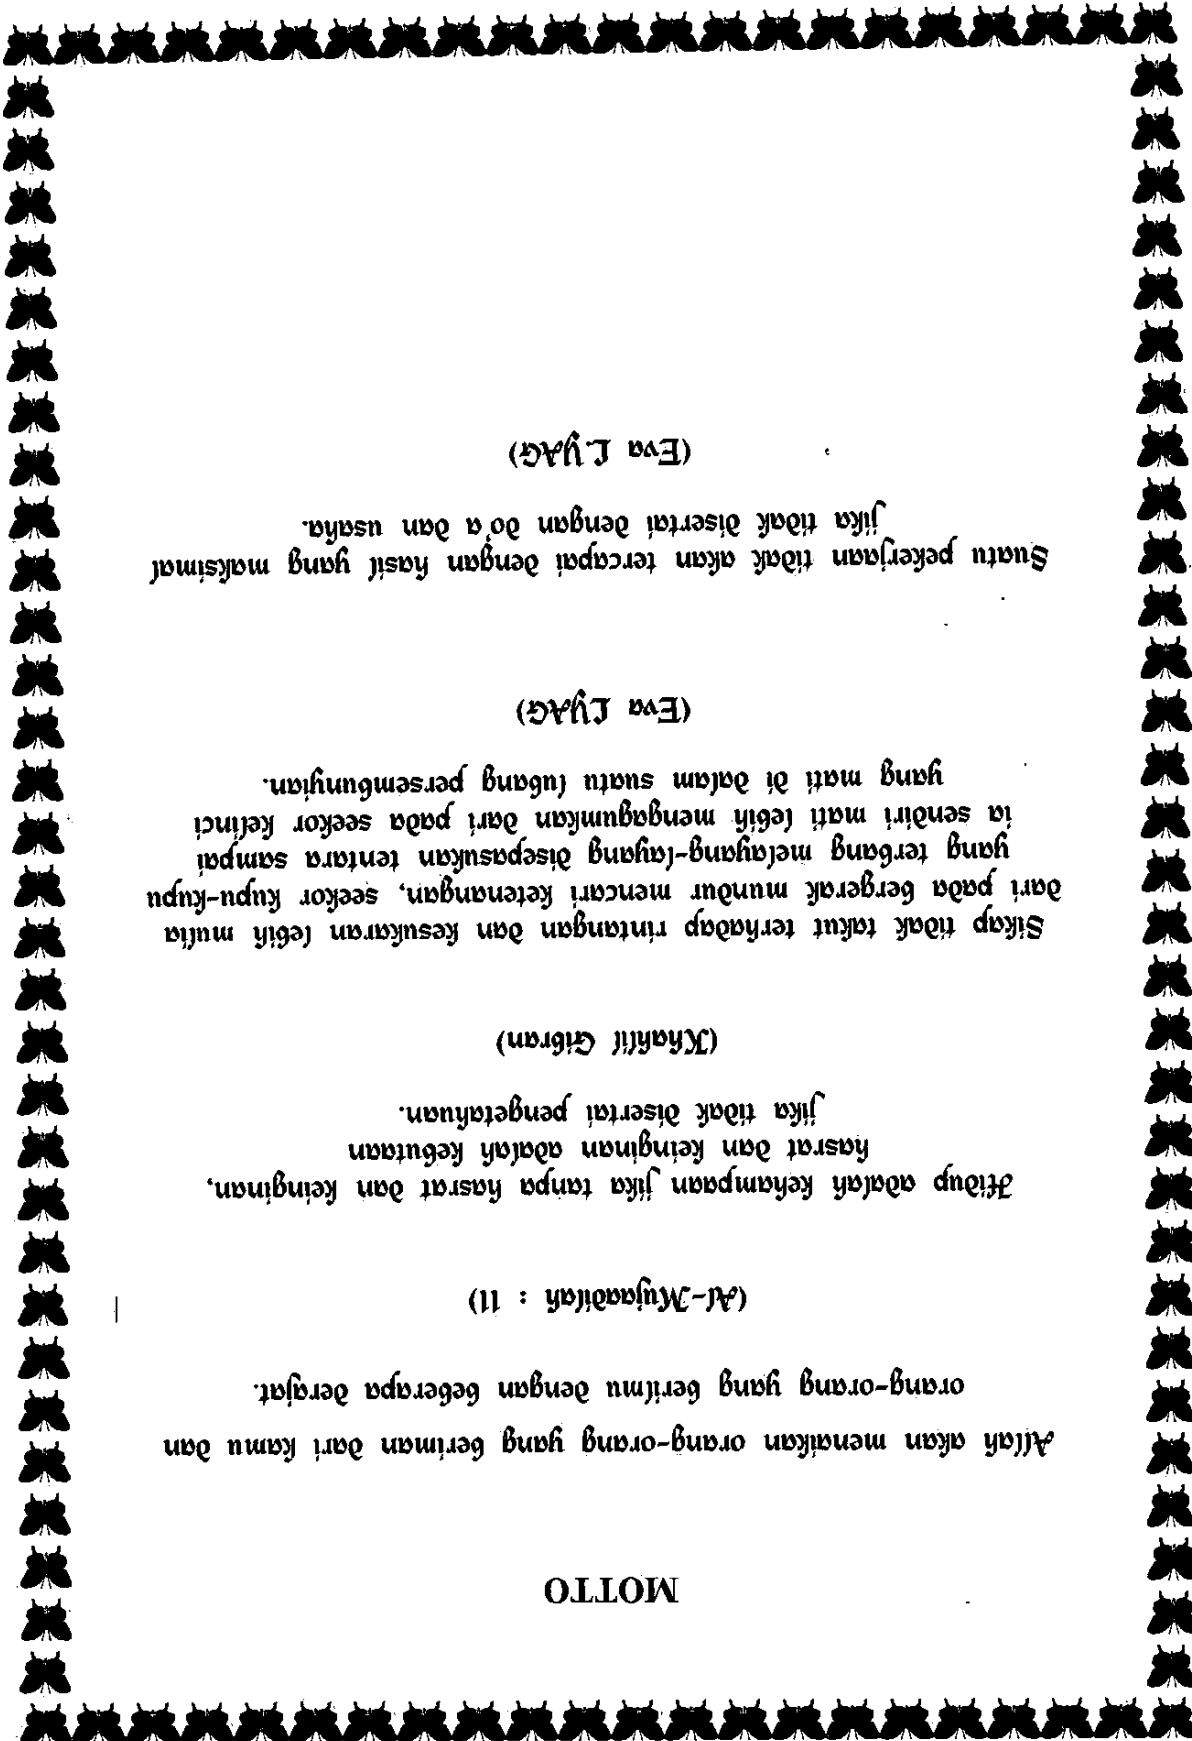 MOTTO
Allah akan menaikan orang-orang yang beriman dari kamu dan
orang-orang yang berilmu dengan beberapa derajat.
(Al-Mujaadilah : 11)
Hidup adalah kehampaan jika tanpa hasrat dan keinginan,
hasrat dan keinginan adalah kebutaan
jika tidak disertai pengetahuan.
(Khahlil Gibran)
Sikap tidak takut terhadap rintangan dan kesukaran lebih mulia
dari pada bergerak mundur mencari ketenangan, seekor kupu-kupu
yang terbang melayang-layang disepasukan tentara sampai
ia sendiri mati lebih mengagumkan dari pada seekor kelinci
yang mati di dalam suatu lubang persembunyian.
(Eva LYAG)
Suatu pekerjaan tidak akan tercapai dengan hasil yang maksimal
jika tidak disertai dengan do'a dan usaha.
(Eva L.YAG)